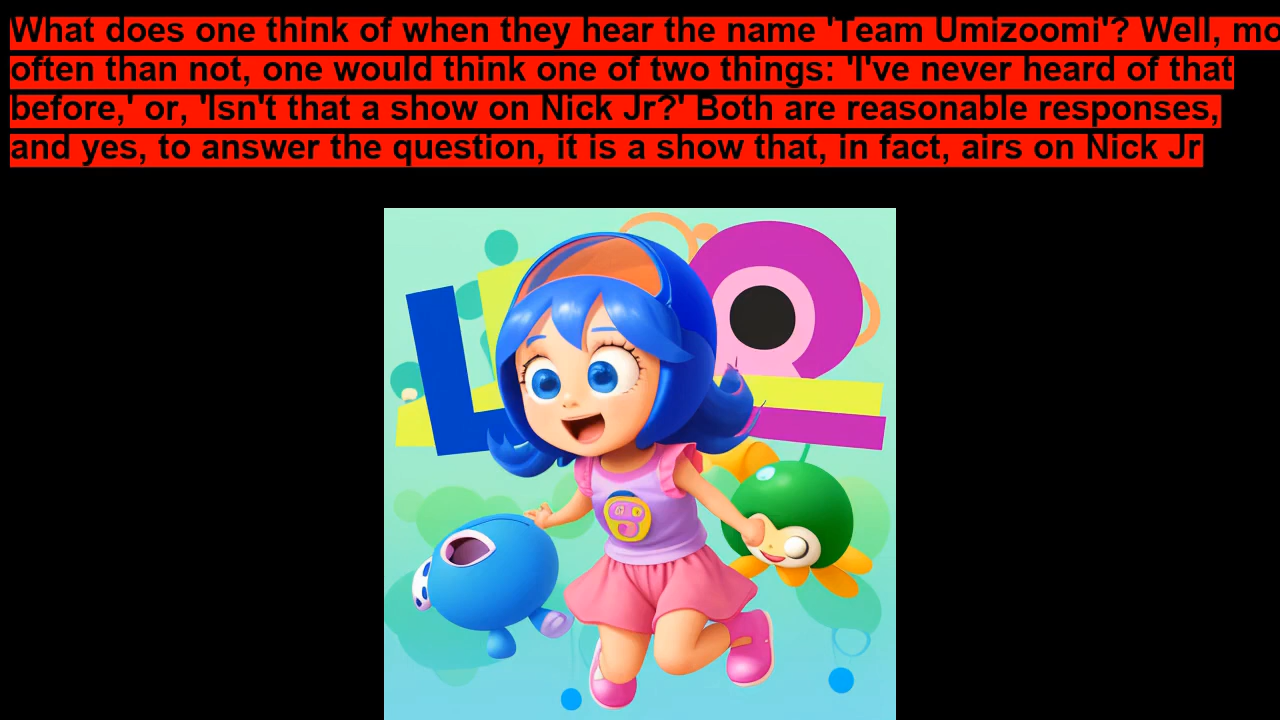 What does one think of when they hear the name 'Team Umizoomi'? Well,
often than not, one would think one of two things: 'I've never heard of that
before,' or, 'Isn't that a show on Nick Jr?' Both are reasonable responses,
and yes, to answer the question, it is a show that, in fact, airs on Nick Jr